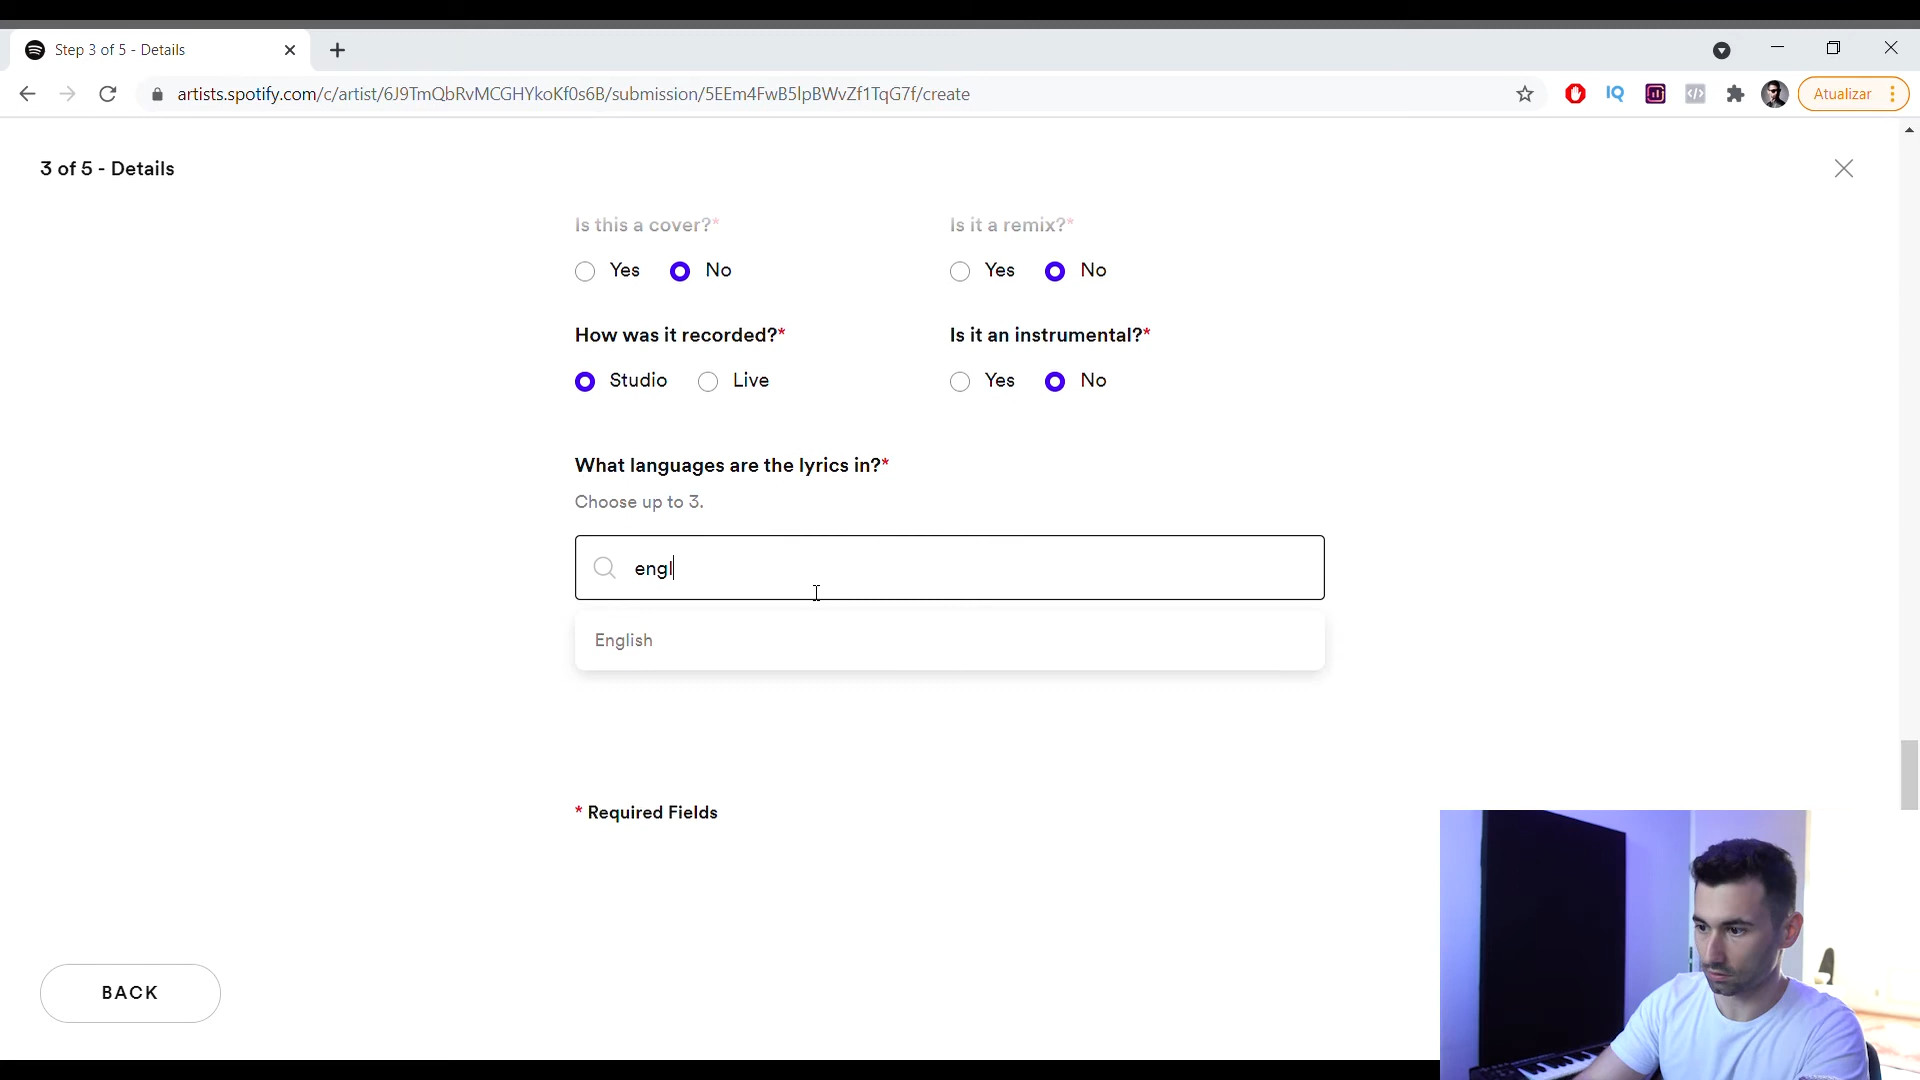 Step 3 of 5 - Details
artists.spotify.com/c/artist/6J9TmQbRvMCGHYkoKf0s6B/submission/5EEm4FwB5lpBWvZf1TqG7f/create
IQ
Atualizar
3 of 5 - Details
Is this a cover?* Is it a remix?*
Yes No Yes No
How was it recorded?* Is it an instrumental?*
Studio Live Yes No
What languages are the lyrics in?*
Choose up to 3.
engl
English
* Required Fields
BACK